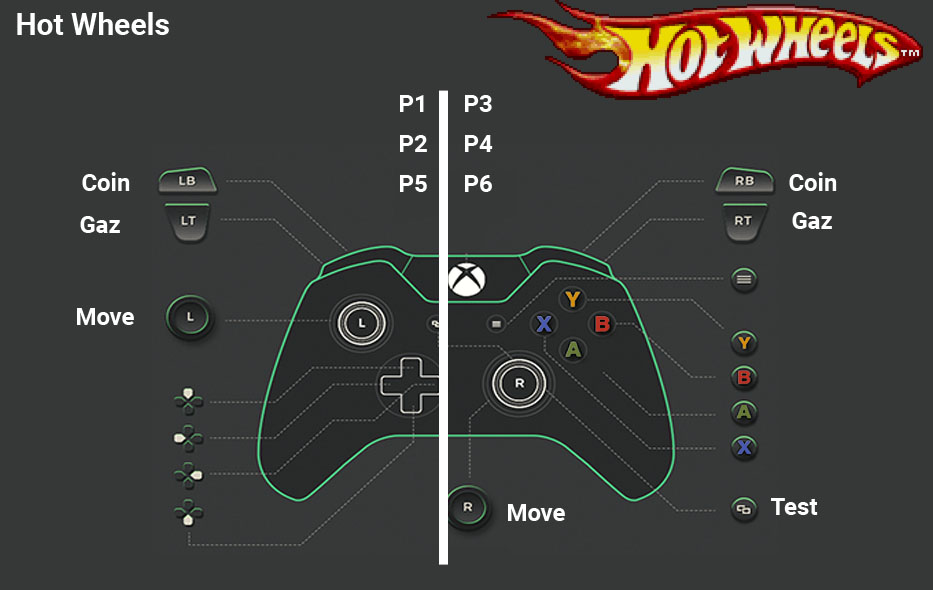 Hot Wheels
HOT WHEELS™
P1 P3
P2 P4
P5 P6
Coin LB RB Coin
Gaz LT RT Gaz
Move L L
Y
X B
A
R
Y
B
A
X
R Move
Test